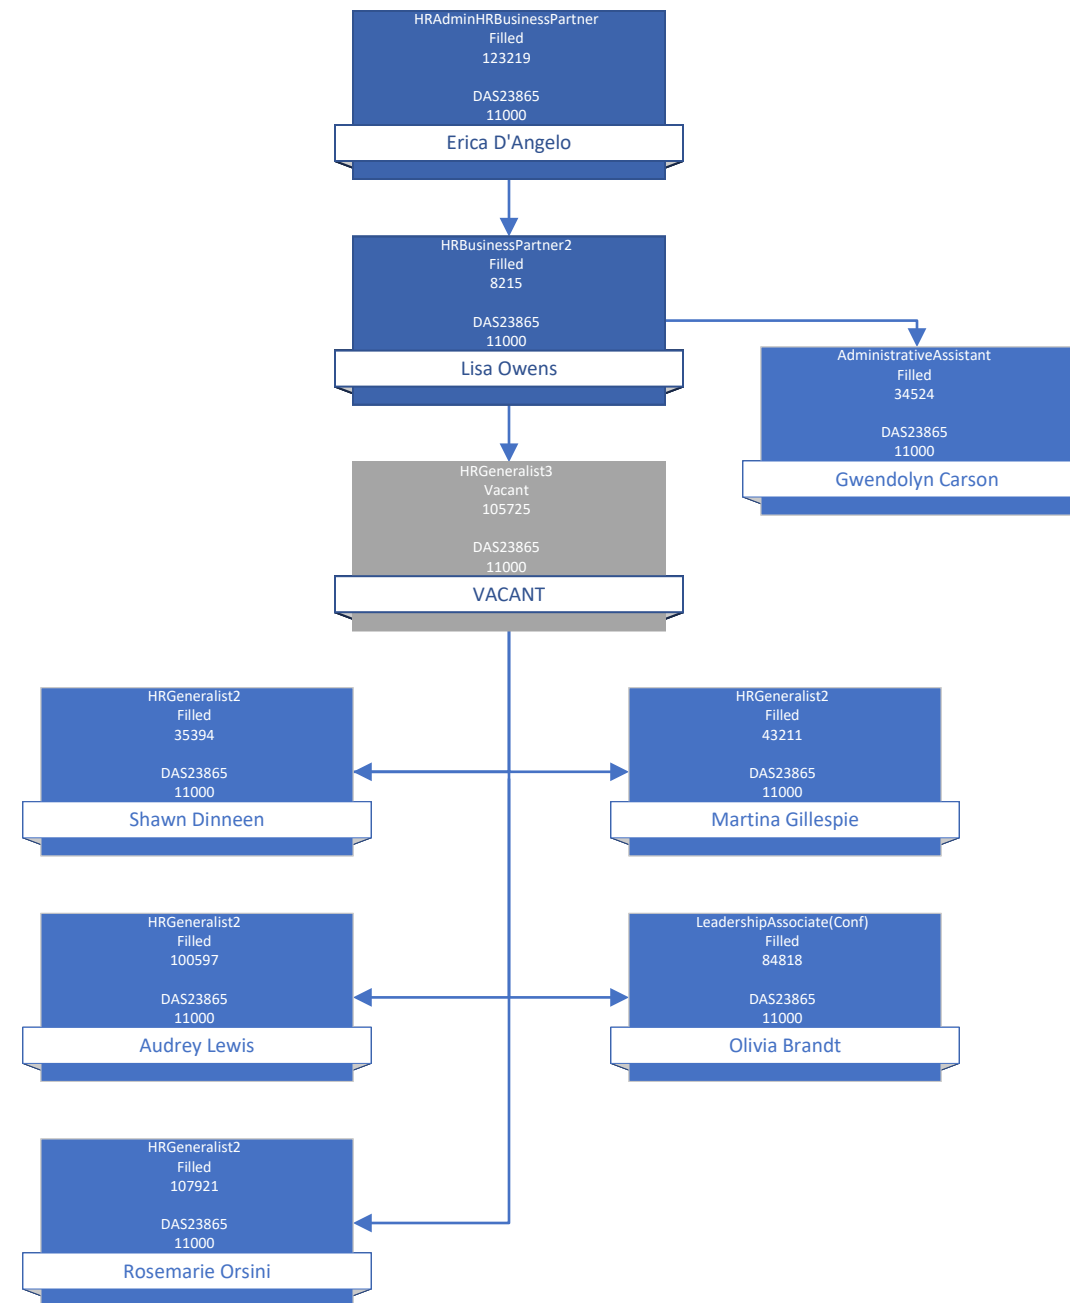 HRAdminHRBusinessPartner
Filled
123219
DAS23865
11000
Erica D'Angelo
HRBusinessPartner2
Filled
8215
DAS23865
11000
Lisa Owens
AdministrativeAssistant
Filled
34524
DAS23865
11000
Gwendolyn Carson
HRGeneralist3
Vacant
105725
DAS23865
11000
VACANT
HRGeneralist2
Filled
35394
DAS23865
11000
Shawn Dinneen
HRGeneralist2
Filled
43211
DAS23865
11000
Martina Gillespie
HRGeneralist2
Filled
100597
DAS23865
11000
Audrey Lewis
LeadershipAssociate(Conf)
Filled
84818
DAS23865
11000
Olivia Brandt
HRGeneralist2
Filled
107921
DAS23865
11000
Rosemarie Orsini